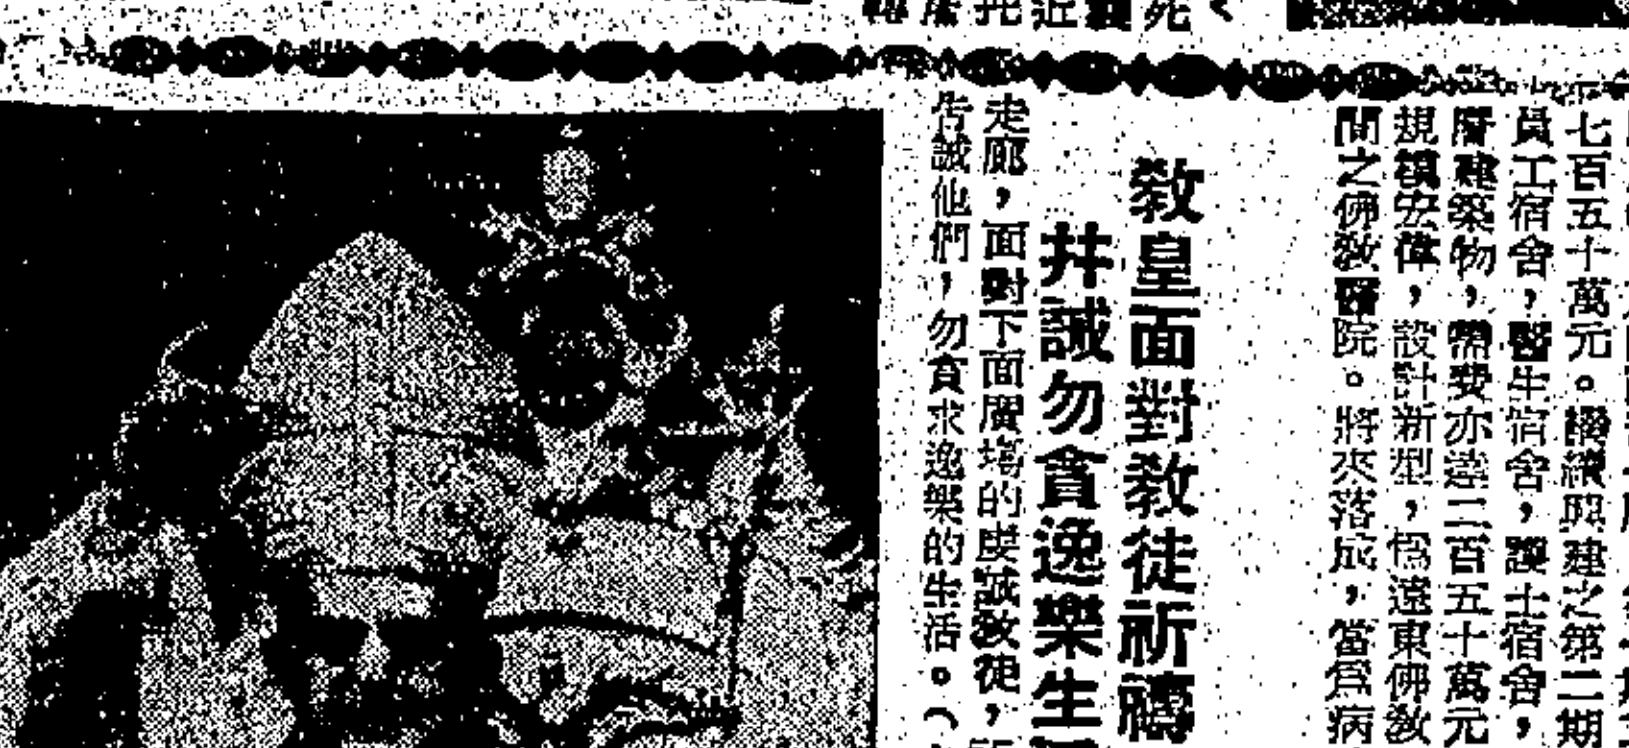 七百五十萬元。繼續興建之第二期
員工宿舍，醫生宿舍，護士宿舍，
層建築物，需要亦達二百五十萬元
規模宏偉，設計新型，為遠東佛教
間之佛教醫院。將來落成，當為病
教皇面對教徒祈禱
幷誡勿貪逸樂生
走廊，面對下面廣場的虔誠教徒，
告誡他們，勿貪求逸樂的生活。（